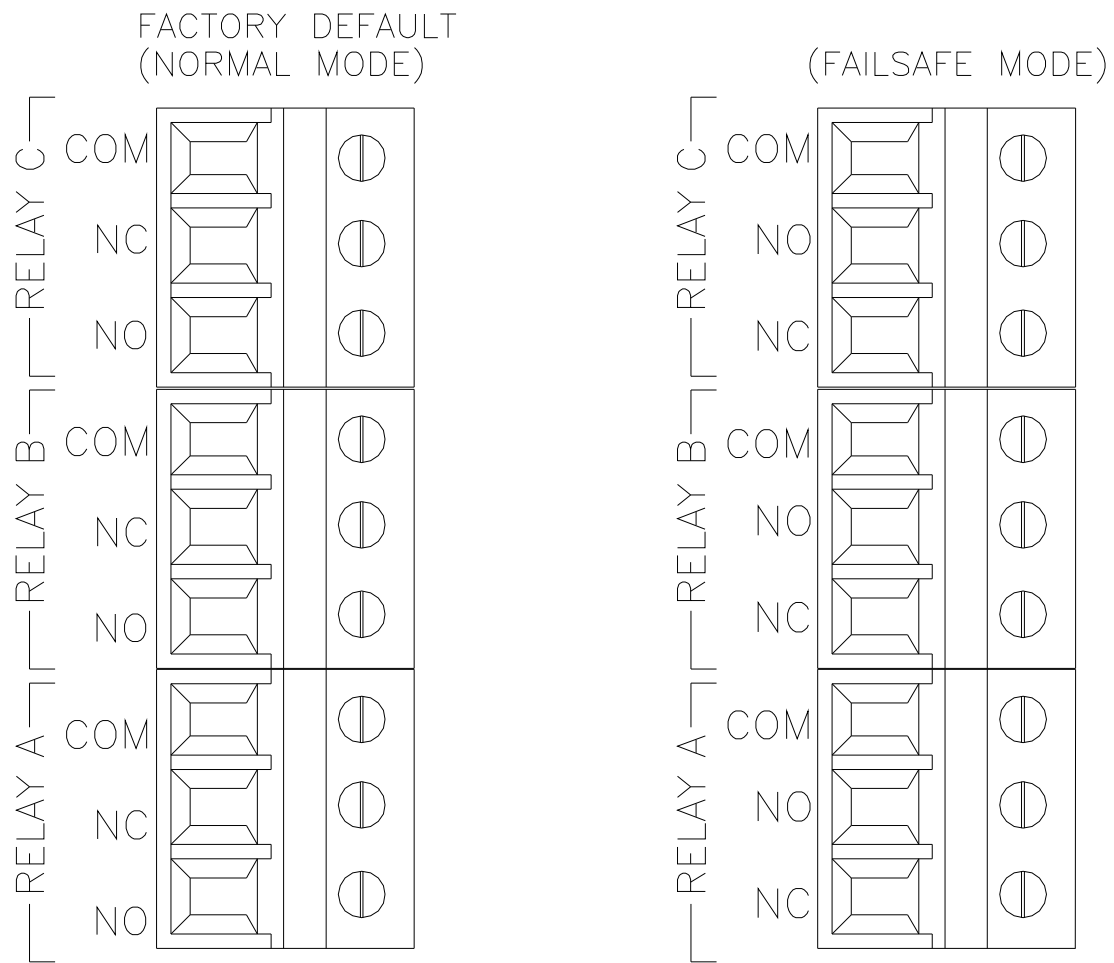 FACTORY DEFAULT
(NORMAL MODE)
RELAY C
COM
NC
NO
RELAY B
COM
NC
NO
RELAY A
COM
NC
NO
(FAILSAFE MODE)
RELAY C
COM
NO
NC
RELAY B
COM
NO
NC
RELAY A
COM
NO
NC